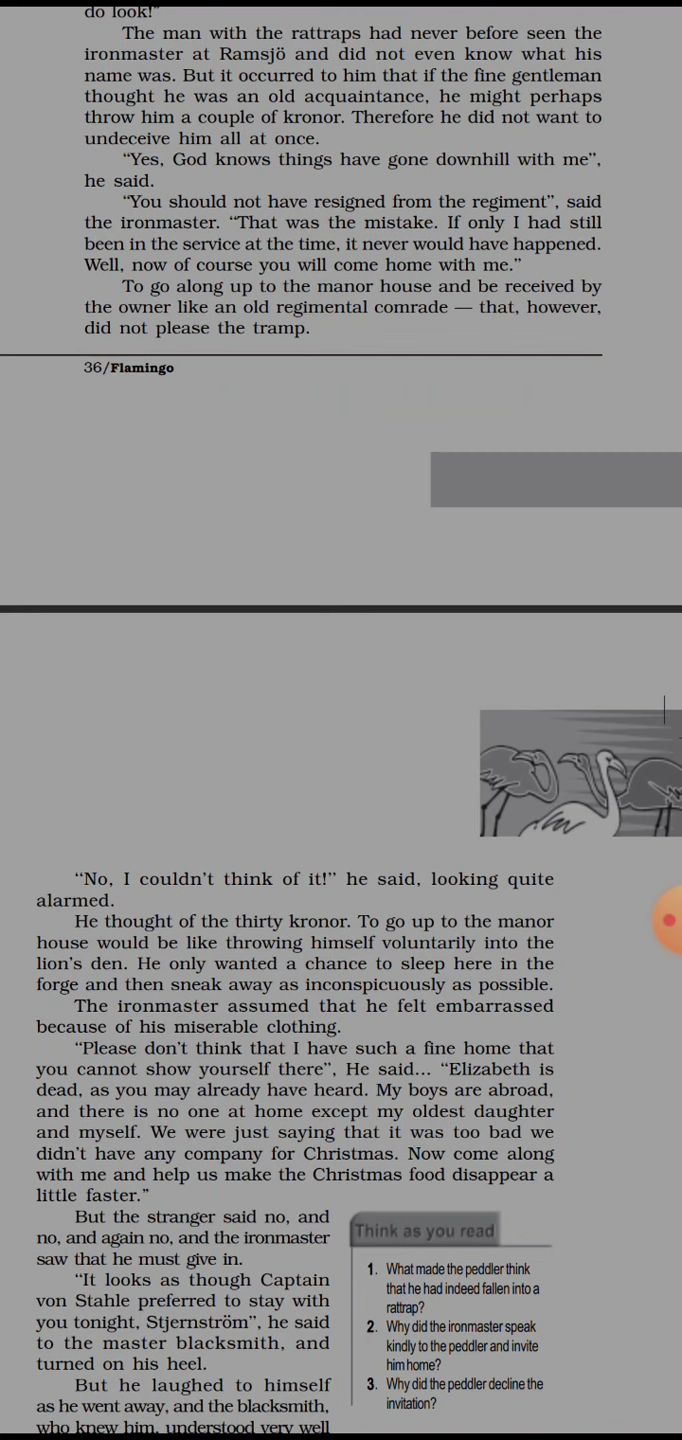 do look!"
The man with the rattraps had never before seen the
ironmaster at Ramsjö and did not even know what his
name was. But it occurred to him that if the fine gentleman
thought he was an old acquaintance, he might perhaps
throw him a couple of kronor. Therefore he did not want to
undeceive him all at once.
“Yes, God knows things have gone downhill with me”,
he said.
“You should not have resigned from the regiment”, said
the ironmaster. “That was the mistake. If only I had still
been in the service at the time, it never would have happened.
Well, now of course you will come home with me.”
To go along up to the manor house and be received by
the owner like an old regimental comrade — that, however,
did not please the tramp.
36/Flamingo
“No, I couldn’t think of it!” he said, looking quite
alarmed.
He thought of the thirty kronor. To go up to the manor
house would be like throwing himself voluntarily into the
lion’s den. He only wanted a chance to sleep here in the
forge and then sneak away as inconspicuously as possible.
The ironmaster assumed that he felt embarrassed
because of his miserable clothing.
“Please don’t think that I have such a fine home that
you cannot show yourself there”, He said... “Elizabeth is
dead, as you may already have heard. My boys are abroad,
and there is no one at home except my oldest daughter
and myself. We were just saying that it was too bad we
didn’t have any company for Christmas. Now come along
with me and help us make the Christmas food disappear a
little faster.”
But the stranger said no, and
no, and again no, and the ironmaster
saw that he must give in.
“It looks as though Captain
von Stahle preferred to stay with
you tonight, Stjernström”, he said
to the master blacksmith, and
turned on his heel.
But he laughed to himself
as he went away, and the blacksmith,
who knew him, understood very well
Think as you read
1. What made the peddler think
that he had indeed fallen into a
rattrap?
2. Why did the ironmaster speak
kindly to the peddler and invite
him home?
3. Why did the peddler decline the
invitation?